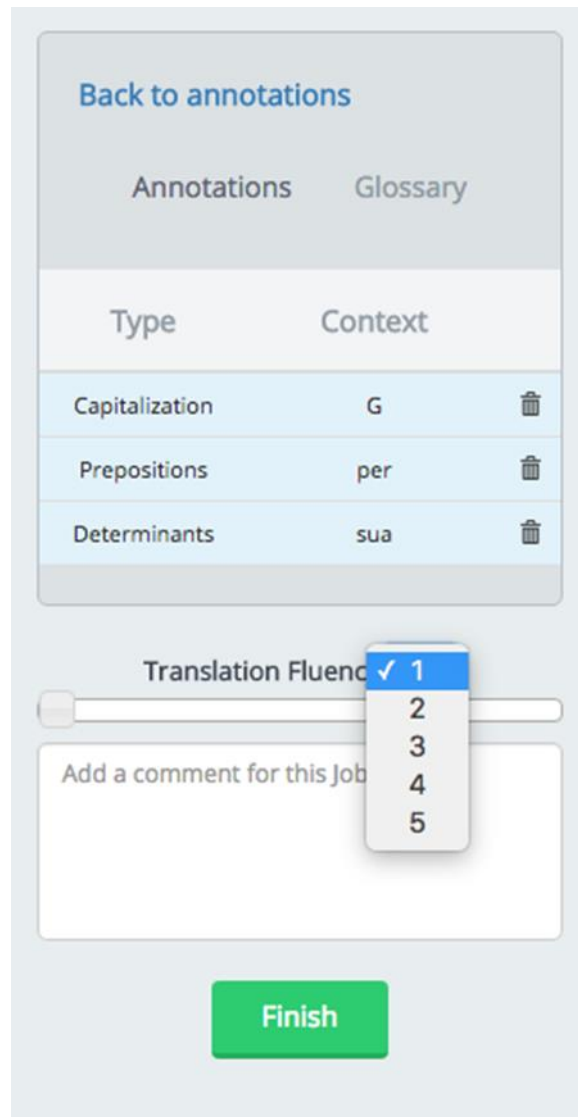 Back to annotations
Annotations Glossary
Type Context
Capitalization G
Prepositions per
Determinants sua
Translation Fluenc ✓ 1
2
3
Add a comment for this Job
4
5
Finish